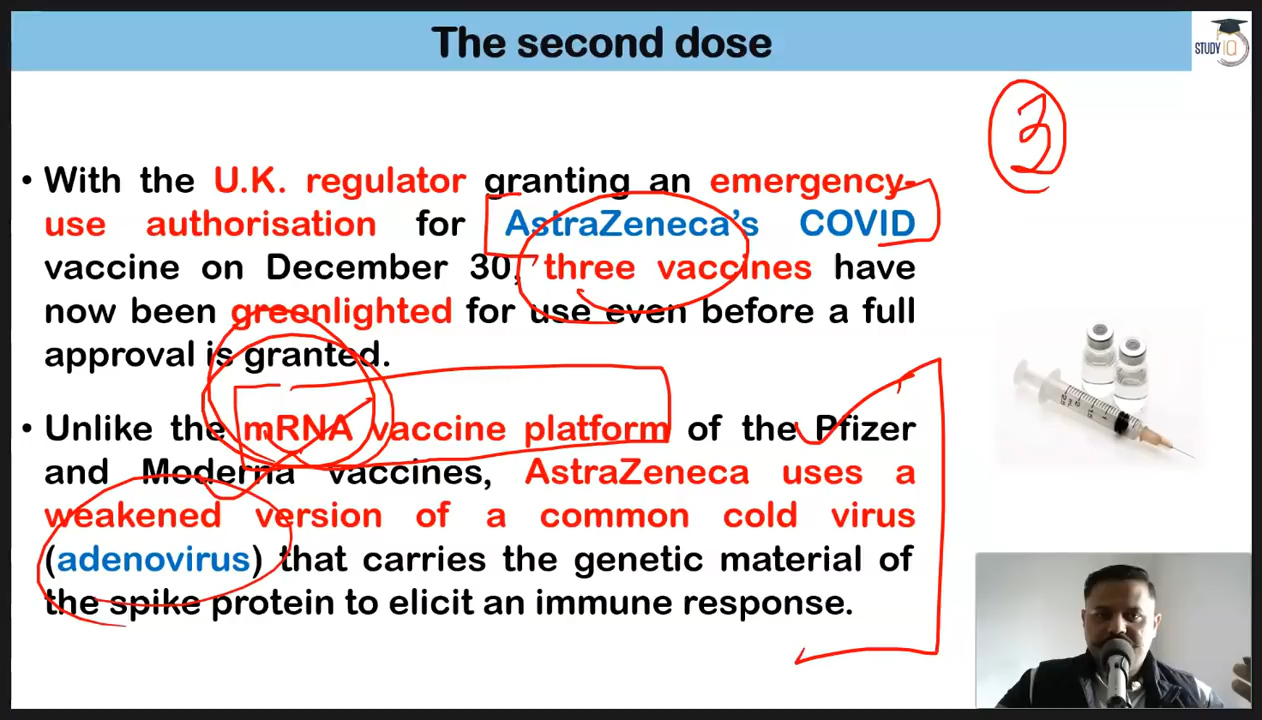 The second dose
STUDY IQ
3
• With the U.K. regulator granting an emergency-
use authorisation for AstraZeneca's COVID
vaccine on December 30, three vaccines have
now been greenlighted for use even before a full
approval is granted.
• Unlike the mRNA vaccine platform of the Pfizer
and Moderna vaccines, AstraZeneca uses a
weakened version of a common cold virus
(adenovirus) that carries the genetic material of
the spike protein to elicit an immune response.